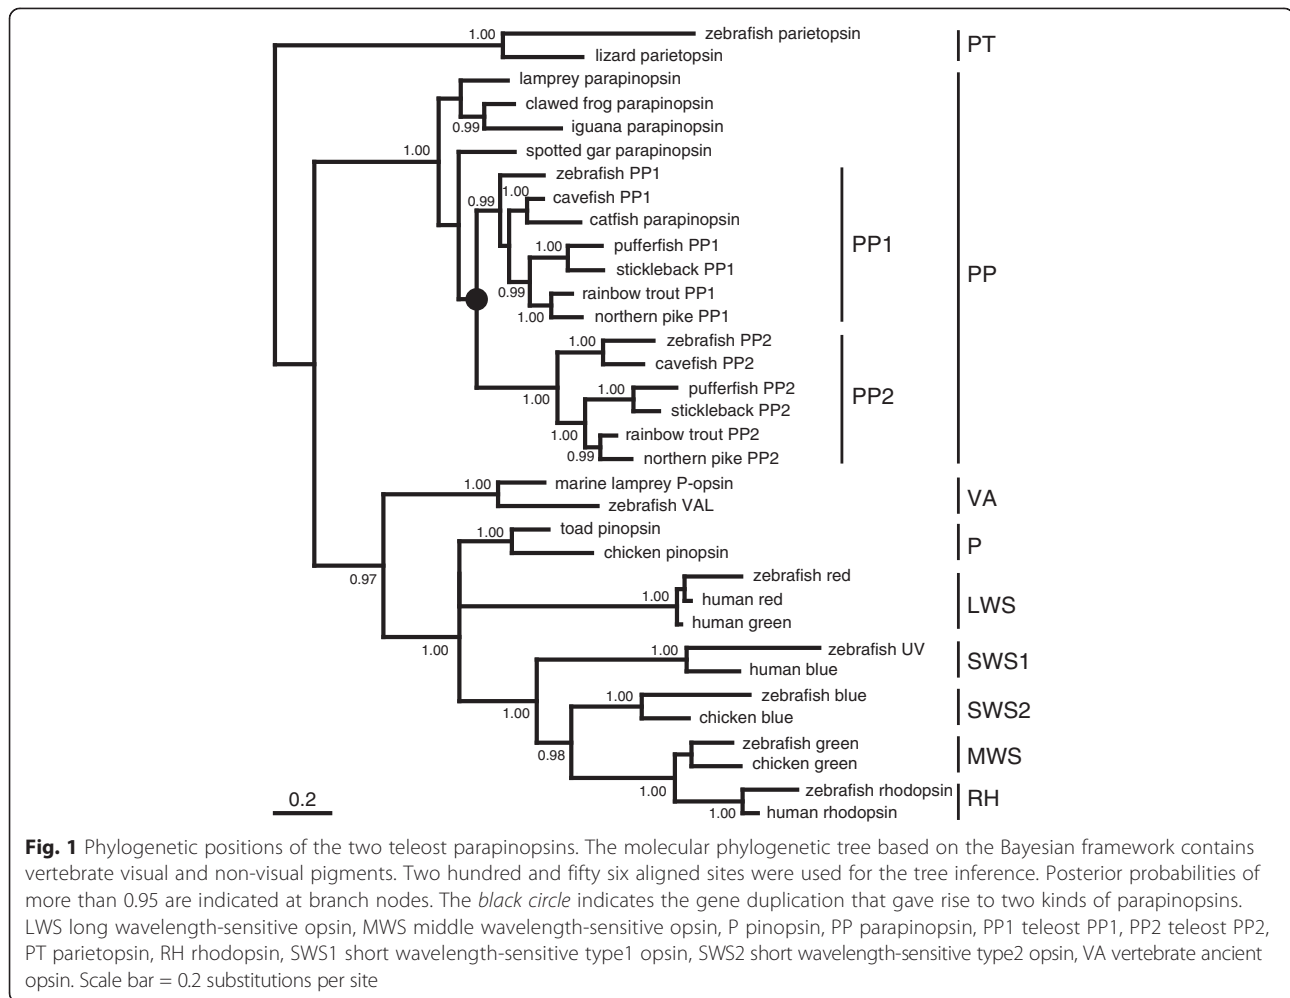 1.00
zebrafish parietopsin
lizard parietopsin
PT
lamprey parapinopsin
clawed frog parapinopsin
0.99
iguana parapinopsin
1.00
spotted gar parapinopsin
zebrafish PP1
1.00
0.99
cavefish PP1
catfish parapinopsin
1.00
pufferfish PP1
PP1
stickleback PP1
PP
0.99
rainbow trout PP1
1.00
northern pike PP1
1.00
zebrafish PP2
cavefish PP2
1.00
1.00
pufferfish PP2
PP2
stickleback PP2
1.00
rainbow trout PP2
0.99
northern pike PP2
1.00
marine lamprey P-opsin
VA
zebrafish VAL
1.00
toad pinopsin
P
chicken pinopsin
0.97
zebrafish red
1.00
human red
LWS
human green
1.00
1.00
zebrafish UV
SWS1
human blue
1.00
1.00
zebrafish blue
SWS2
chicken blue
0.98
zebrafish green
MWS
chicken green
1.00
zebrafish rhodopsin
RH
1.00
human rhodopsin
0.2
Fig. 1 Phylogenetic positions of the two teleost parapinopsins. The molecular phylogenetic tree based on the Bayesian framework contains
vertebrate visual and non-visual pigments. Two hundred and fifty six aligned sites were used for the tree inference. Posterior probabilities of
more than 0.95 are indicated at branch nodes. The black circle indicates the gene duplication that gave rise to two kinds of parapinopsins.
LWS long wavelength-sensitive opsin, MWS middle wavelength-sensitive opsin, P pinopsin, PP parapinopsin, PP1 teleost PP1, PP2 teleost PP2,
PT parietopsin, RH rhodopsin, SWS1 short wavelength-sensitive type1 opsin, SWS2 short wavelength-sensitive type2 opsin, VA vertebrate ancient
opsin. Scale bar = 0.2 substitutions per site